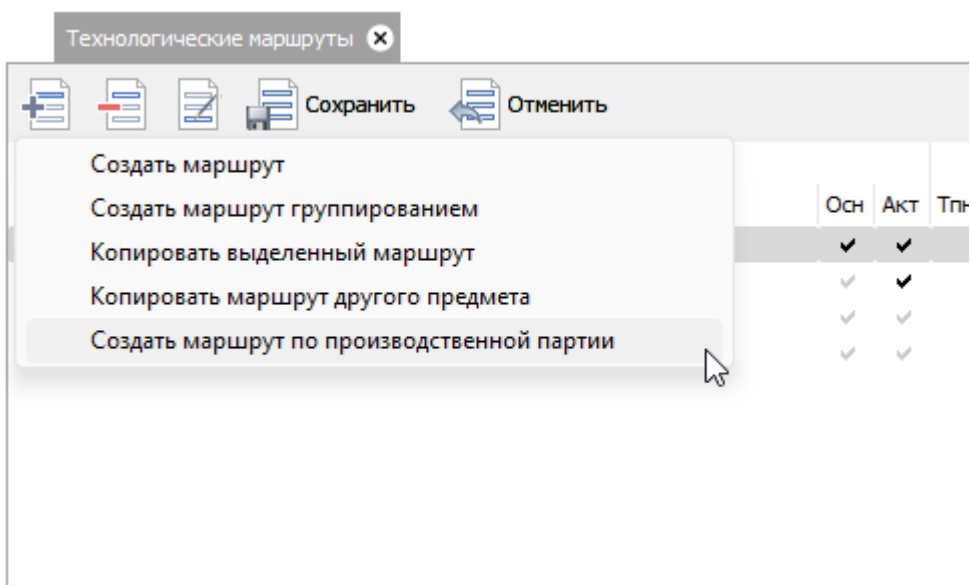 Технологические маршруты
Сохранить Отменить
Создать маршрут
Создать маршрут группированием
Осн Акт Тпн
Копировать выделенный маршрут
Копировать маршрут другого предмета
Создать маршрут по производственной партии